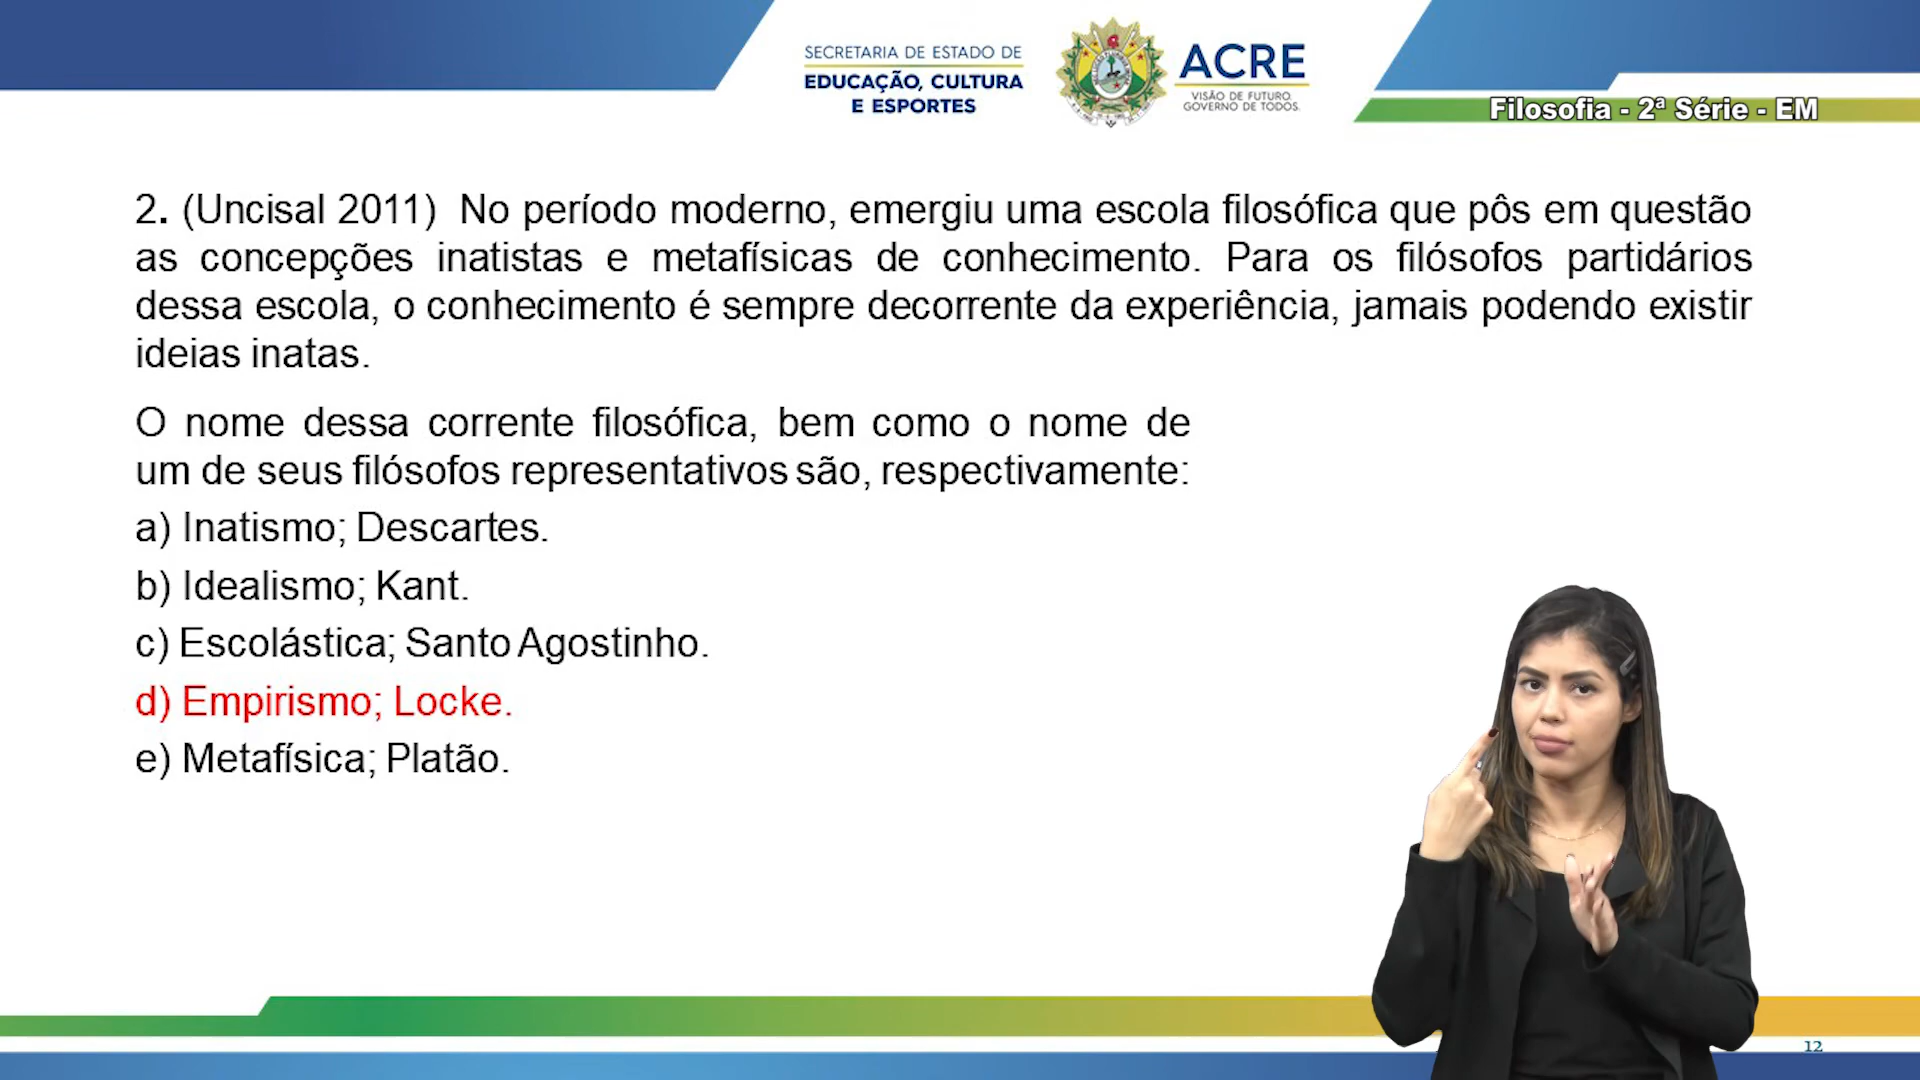 SECRETARIA DE ESTADO DE
EDUCAÇÃO, CULTURA
E ESPORTES
ACRE
VISÃO DE FUTURO.
GOVERNO DE TODOS.
Filosofia - 2ª Série - EM
2. (Uncisal 2011) No período moderno, emergiu uma escola filosófica que pôs em questão
as concepções inatistas e metafísicas de conhecimento. Para os filósofos partidários
dessa escola, o conhecimento é sempre decorrente da experiência, jamais podendo existir
ideias inatas.
O nome dessa corrente filosófica, bem como o nome de
um de seus filósofos representativos são, respectivamente:
a) Inatismo; Descartes.
b) Idealismo; Kant.
c) Escolástica; Santo Agostinho.
d) Empirismo; Locke.
e) Metafísica; Platão.
12